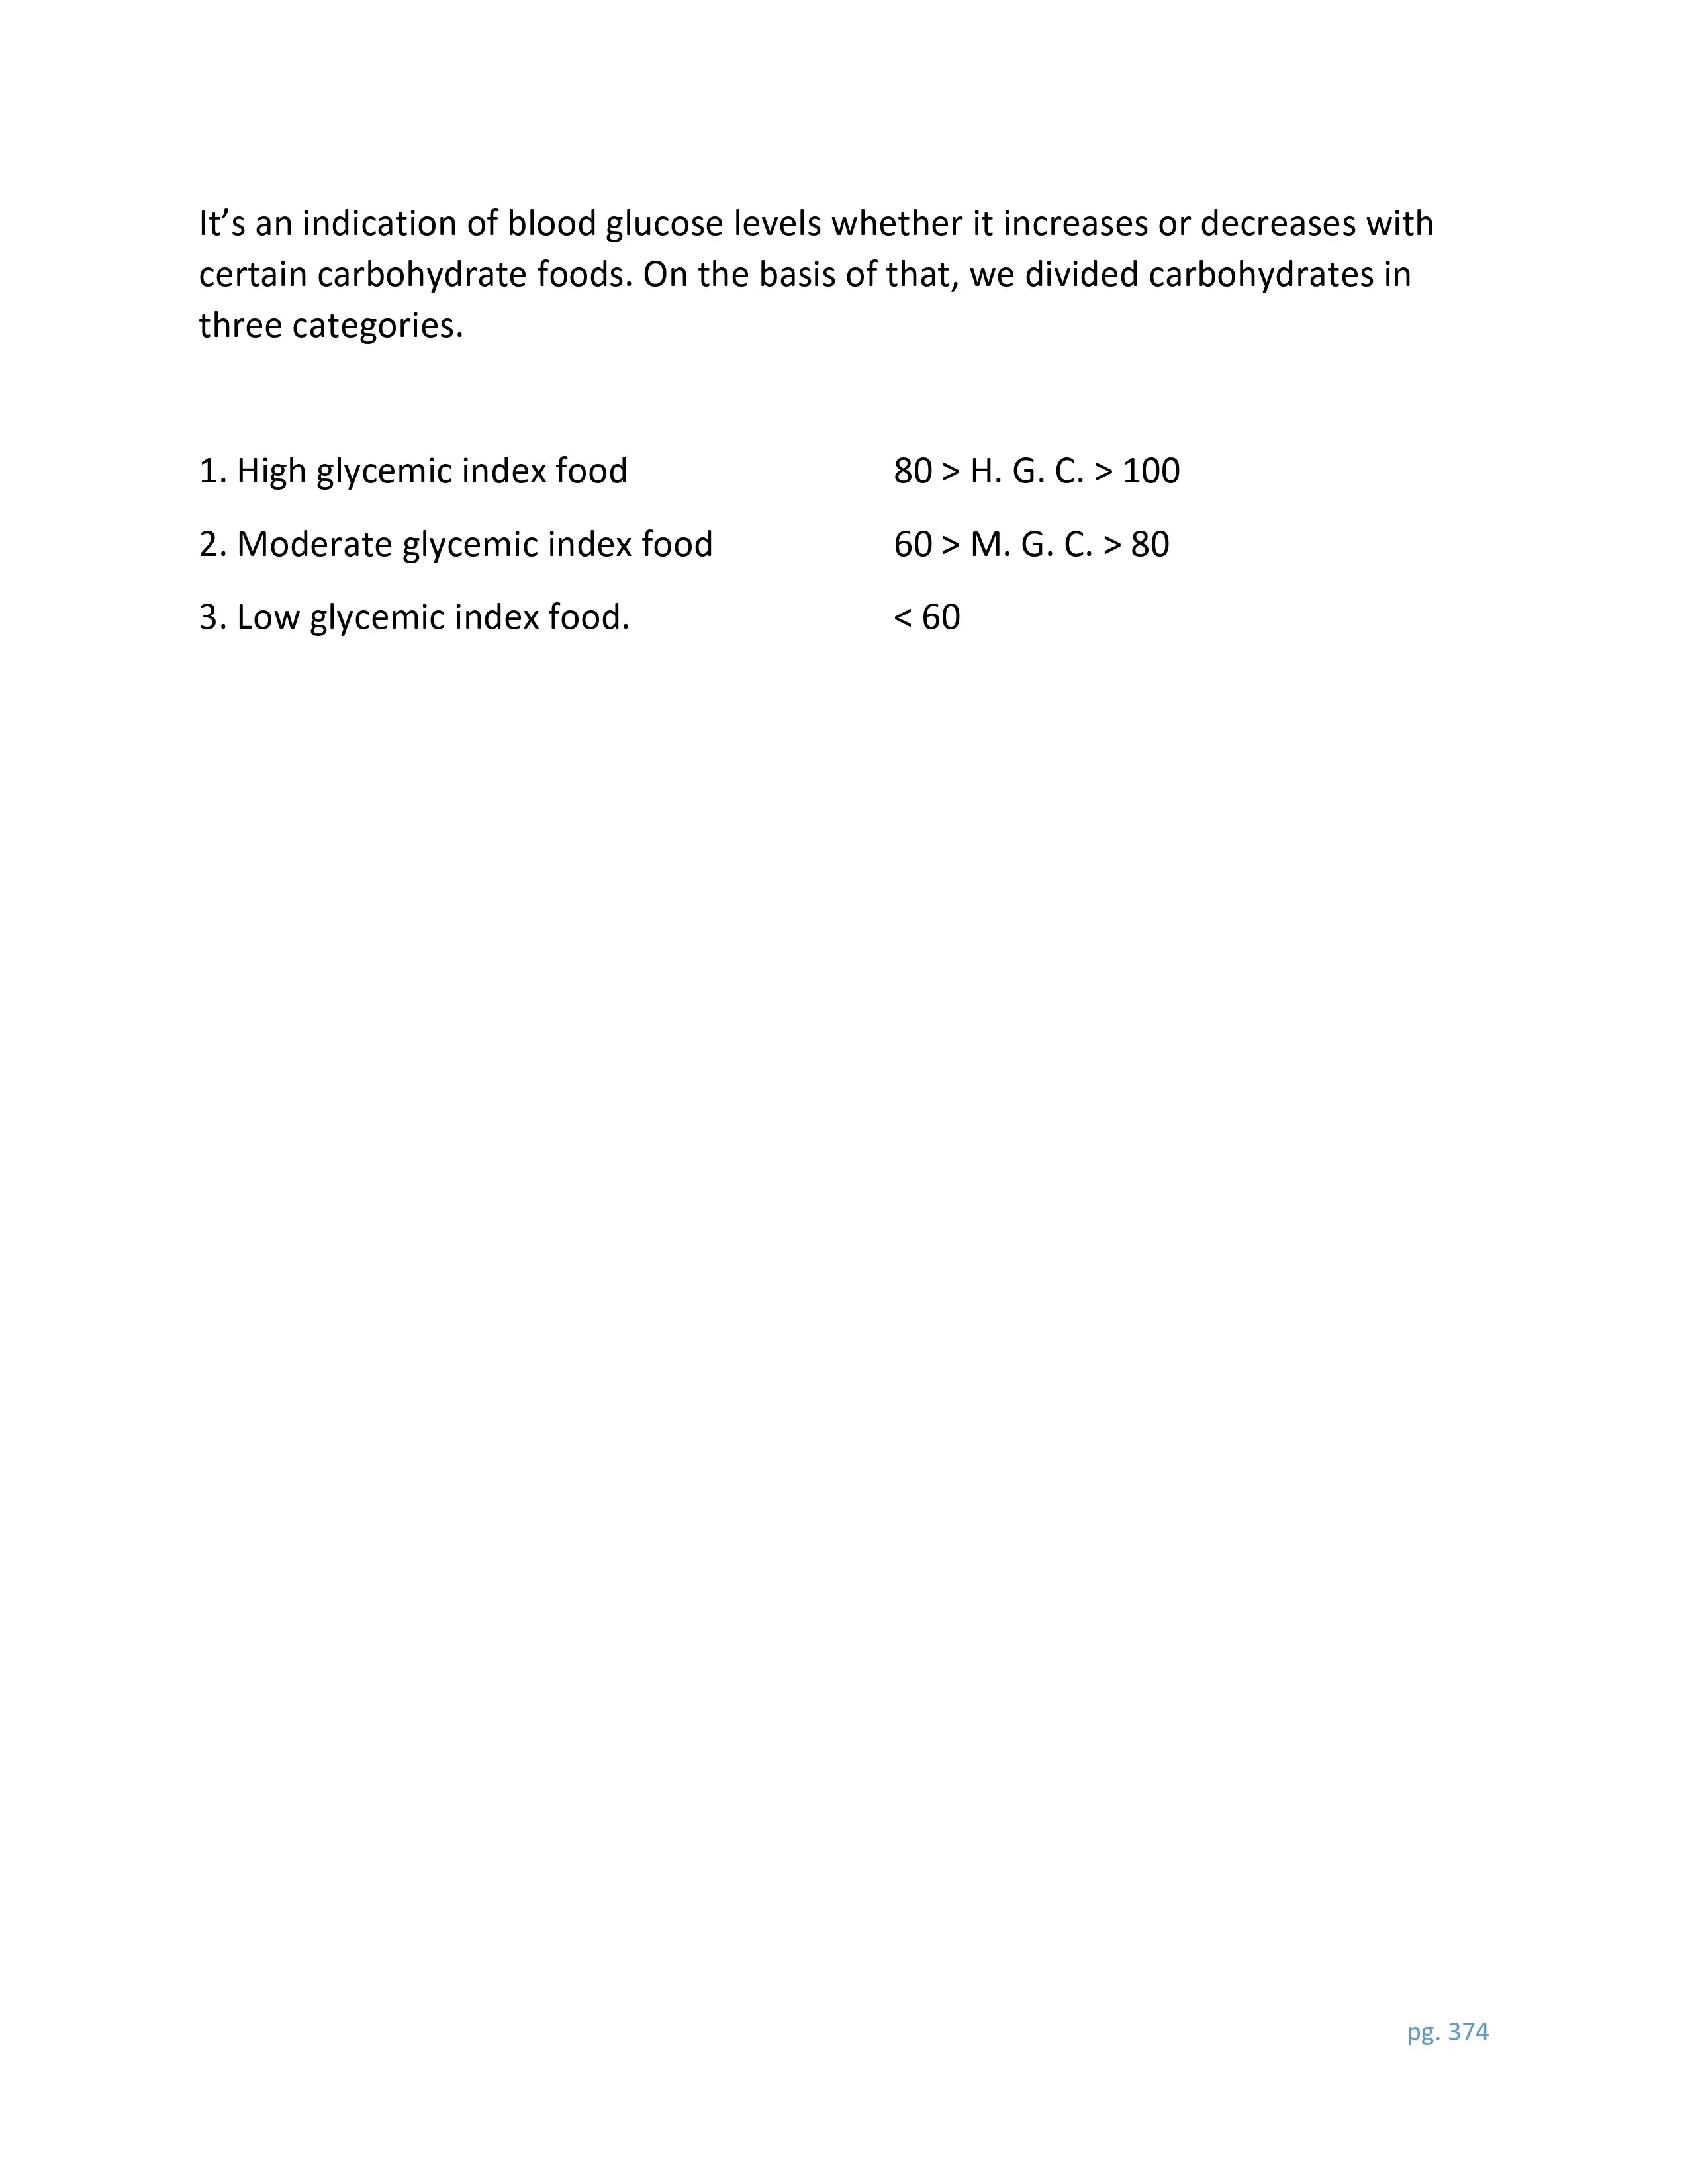 It’s an indication of blood glucose levels whether it increases or decreases with
certain carbohydrate foods. On the basis of that, we divided carbohydrates in
three categories.
1. High glycemic index food 80 > H. G. C. > 100
2. Moderate glycemic index food 60 > M. G. C. > 80
3. Low glycemic index food. < 60
pg. 374